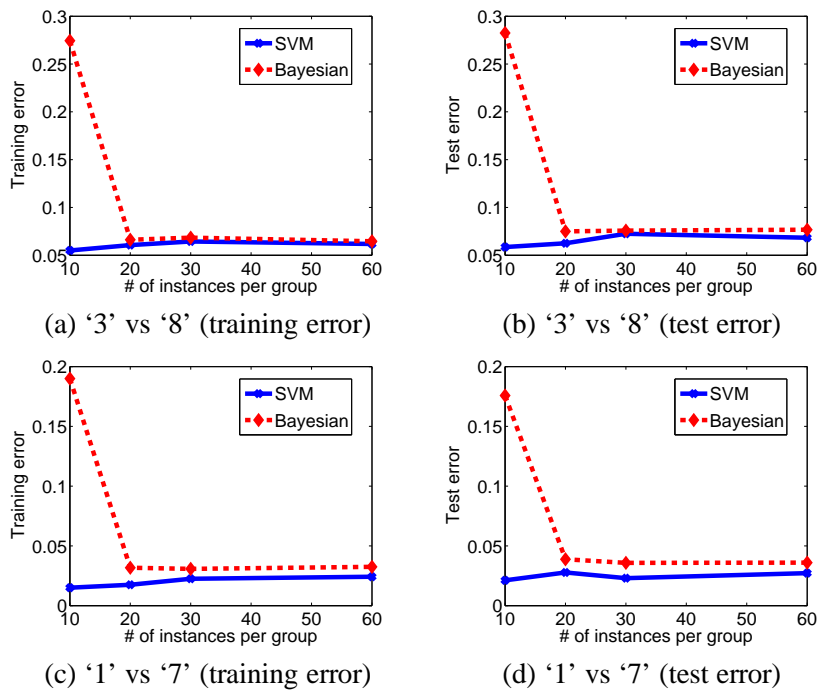 0.3
0.25
0.2
0.15
0.1
0.05
Training error
SVM
Bayesian
10 20 30 40 50 60
# of instances per group
(a) ‘3’ vs ‘8’ (training error)
0.3
0.25
0.2
0.15
0.1
0.05
Test error
SVM
Bayesian
10 20 30 40 50 60
# of instances per group
(b) ‘3’ vs ‘8’ (test error)
0.2
0.15
0.1
0.05
0
Training error
SVM
Bayesian
10 20 30 40 50 60
# of instances per group
(c) ‘1’ vs ‘7’ (training error)
0.2
0.15
0.1
0.05
0
Test error
SVM
Bayesian
10 20 30 40 50 60
# of instances per group
(d) ‘1’ vs ‘7’ (test error)